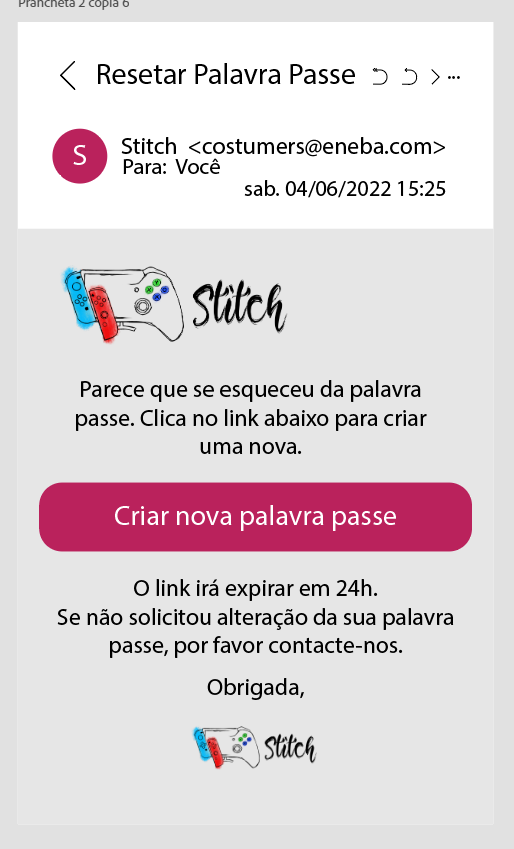 Prancheta 2 cópia 6
Resetar Palavra Passe
S
Stitch <costumers@eneba.com>
Para: Você
sab. 04/06/2022 15:25
Stitch
Parece que se esqueceu da palavra
passe. Clica no link abaixo para criar
uma nova.
Criar nova palavra passe
O link irá expirar em 24h.
Se não solicitou alteração da sua palavra
passe, por favor contacte-nos.
Obrigada,
Stitch